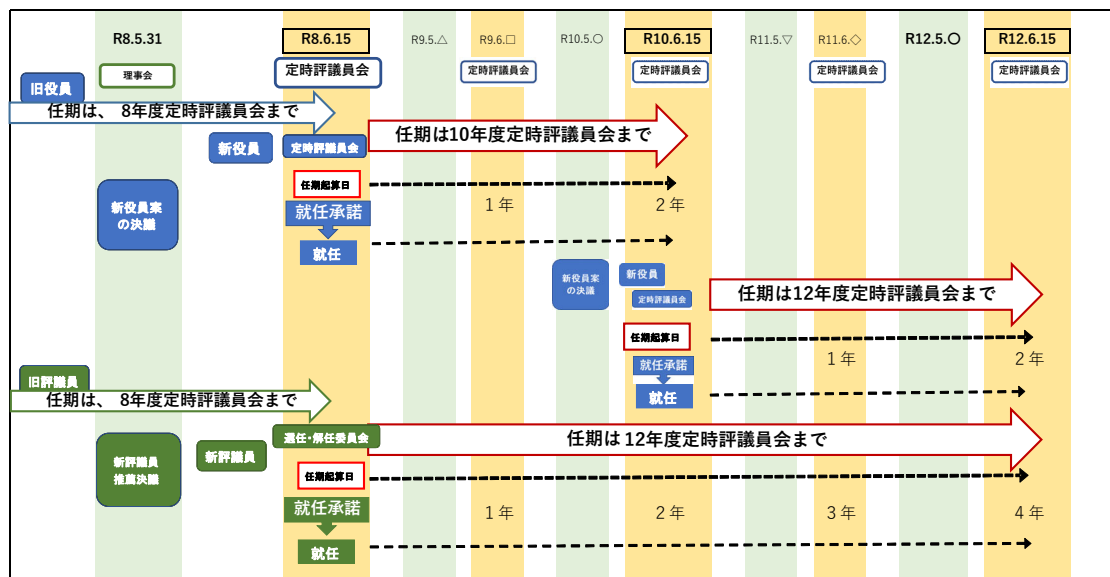 R8.5.31
R8.6.15
R9.5.△
R9.6.□
R10.5.〇
R10.6.15
R11.5.▽
R11.6.◇
R12.5.〇
R12.6.15
理事会
定時評議員会
定時評議員会
定時評議員会
定時評議員会
定時評議員会
旧役員
任期は、 8年度定時評議員会まで
任期は10年度定時評議員会まで
新役員
定時評議員会
任期起算日
新役員案
の決議
就任承諾
1 年
2 年
就任
新役員案
の決議
新役員
定時評議員会
任期は12年度定時評議員会まで
任期起算日
1 年
2 年
就任承諾
就任
旧評議員
任期は、 8年度定時評議員会まで
選任・解任委員会
任期は12年度定時評議員会まで
新評議員
推薦決議
新評議員
任期起算日
就任承諾
1 年
2 年
3 年
4 年
就任